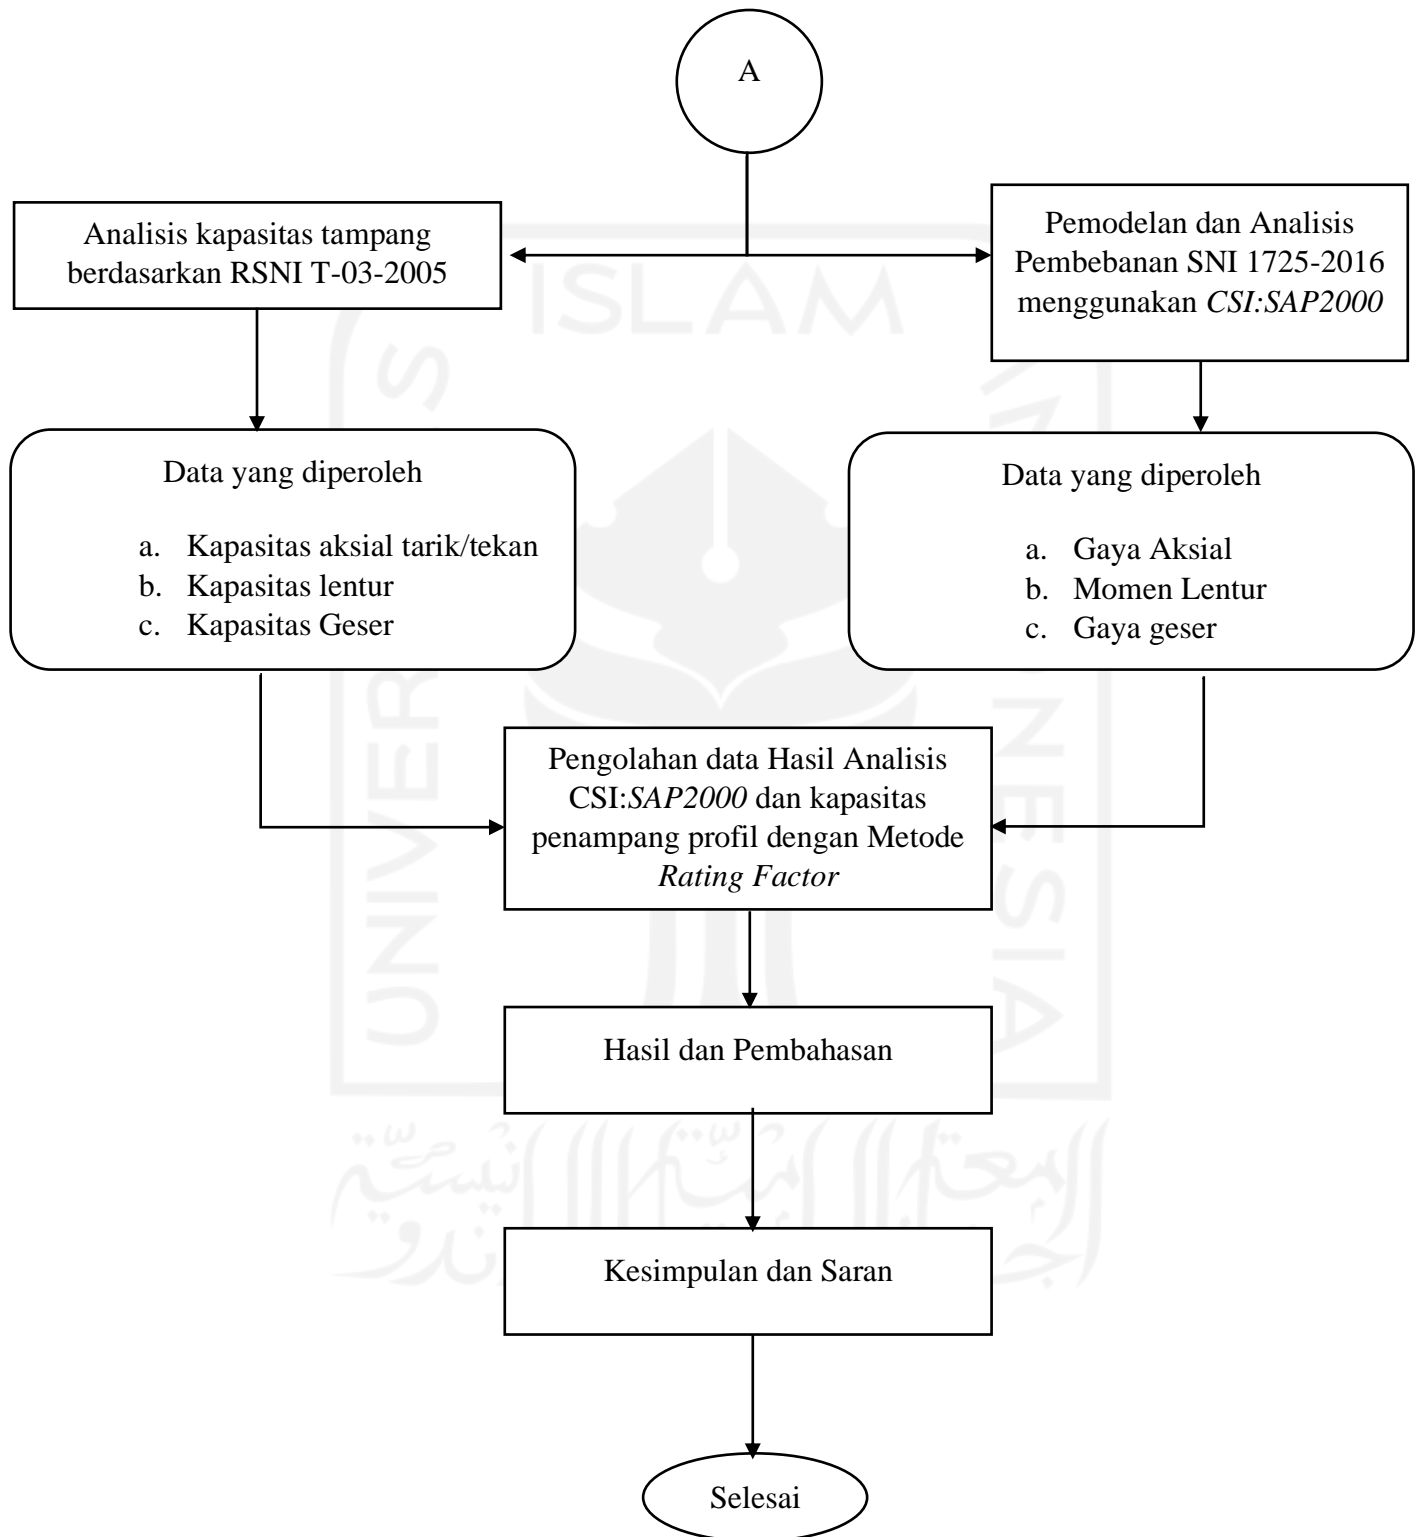 A
Analisis kapasitas tampang
berdasarkan RSNI T-03-2005
Pemodelan dan Analisis
Pembebanan SNI 1725-2016
menggunakan CSI:SAP2000
Data yang diperoleh
a. Kapasitas aksial tarik/tekan
b. Kapasitas lentur
c. Kapasitas Geser
Data yang diperoleh
a. Gaya Aksial
b. Momen Lentur
c. Gaya geser
Pengolahan data Hasil Analisis
CSI:SAP2000 dan kapasitas
penampang profil dengan Metode
Rating Factor
Hasil dan Pembahasan
Kesimpulan dan Saran
Selesai
ISLAM